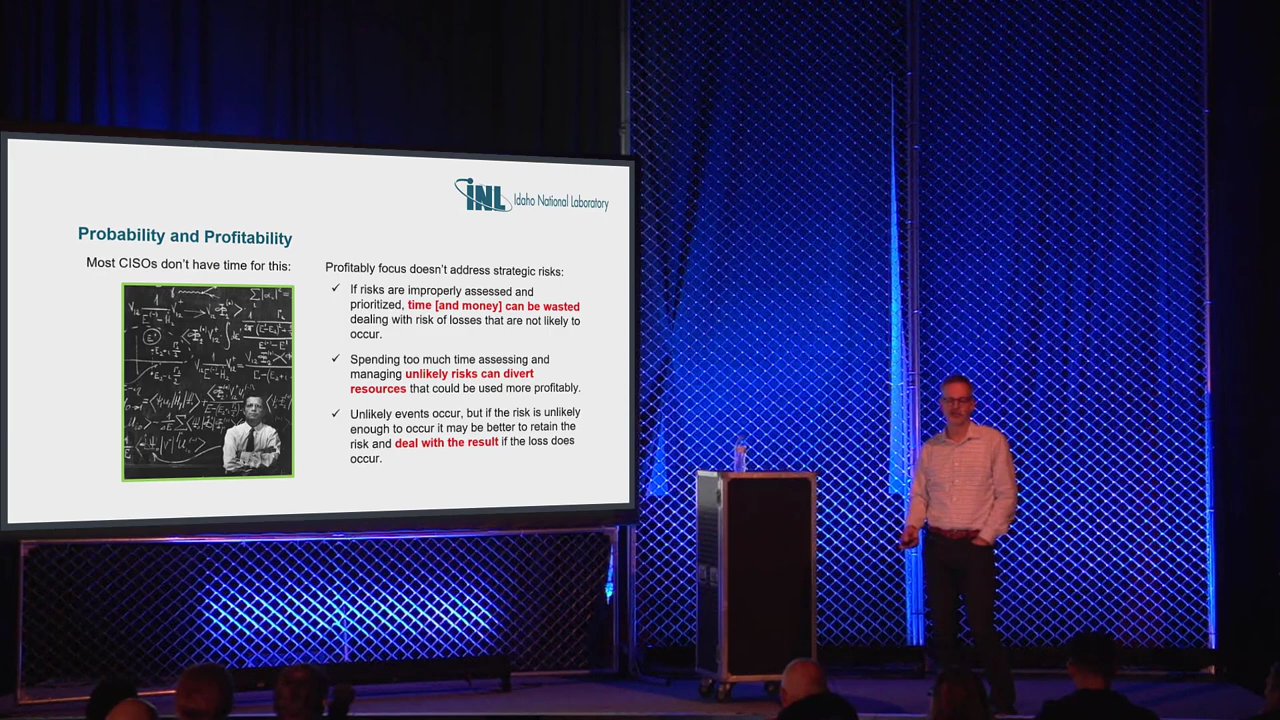 INL Idaho National Laboratory
Probability and Profitability
Most CISOs don't have time for this:
Profitably focus doesn't address strategic risks:
✓ If risks are improperly assessed and
prioritized, time [and money] can be wasted
dealing with risk of losses that are not likely to
occur.
✓ Spending too much time assessing and
managing unlikely risks can divert
resources that could be used more profitably.
✓ Unlikely events occur, but if the risk is unlikely
enough to occur it may be better to retain the
risk and deal with the result if the loss does
occur.